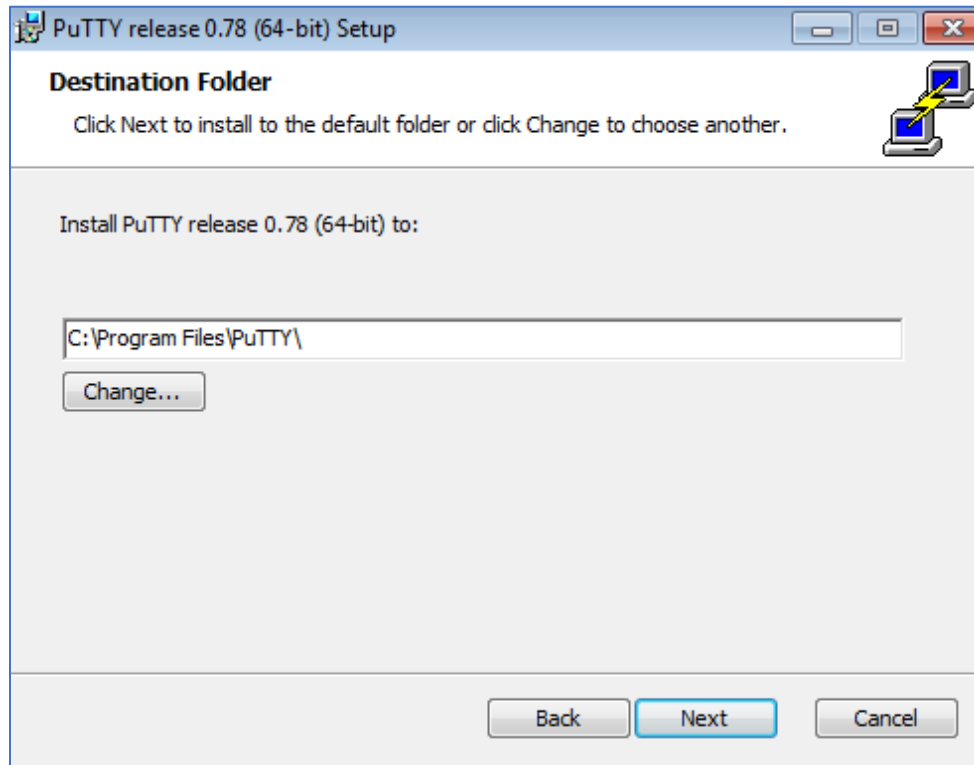 PuTTY release 0.78 (64-bit) Setup
Destination Folder
Click Next to install to the default folder or click Change to choose another.
Install PuTTY release 0.78 (64-bit) to:
C:\Program Files\PuTTY\
Change...
Back Next Cancel